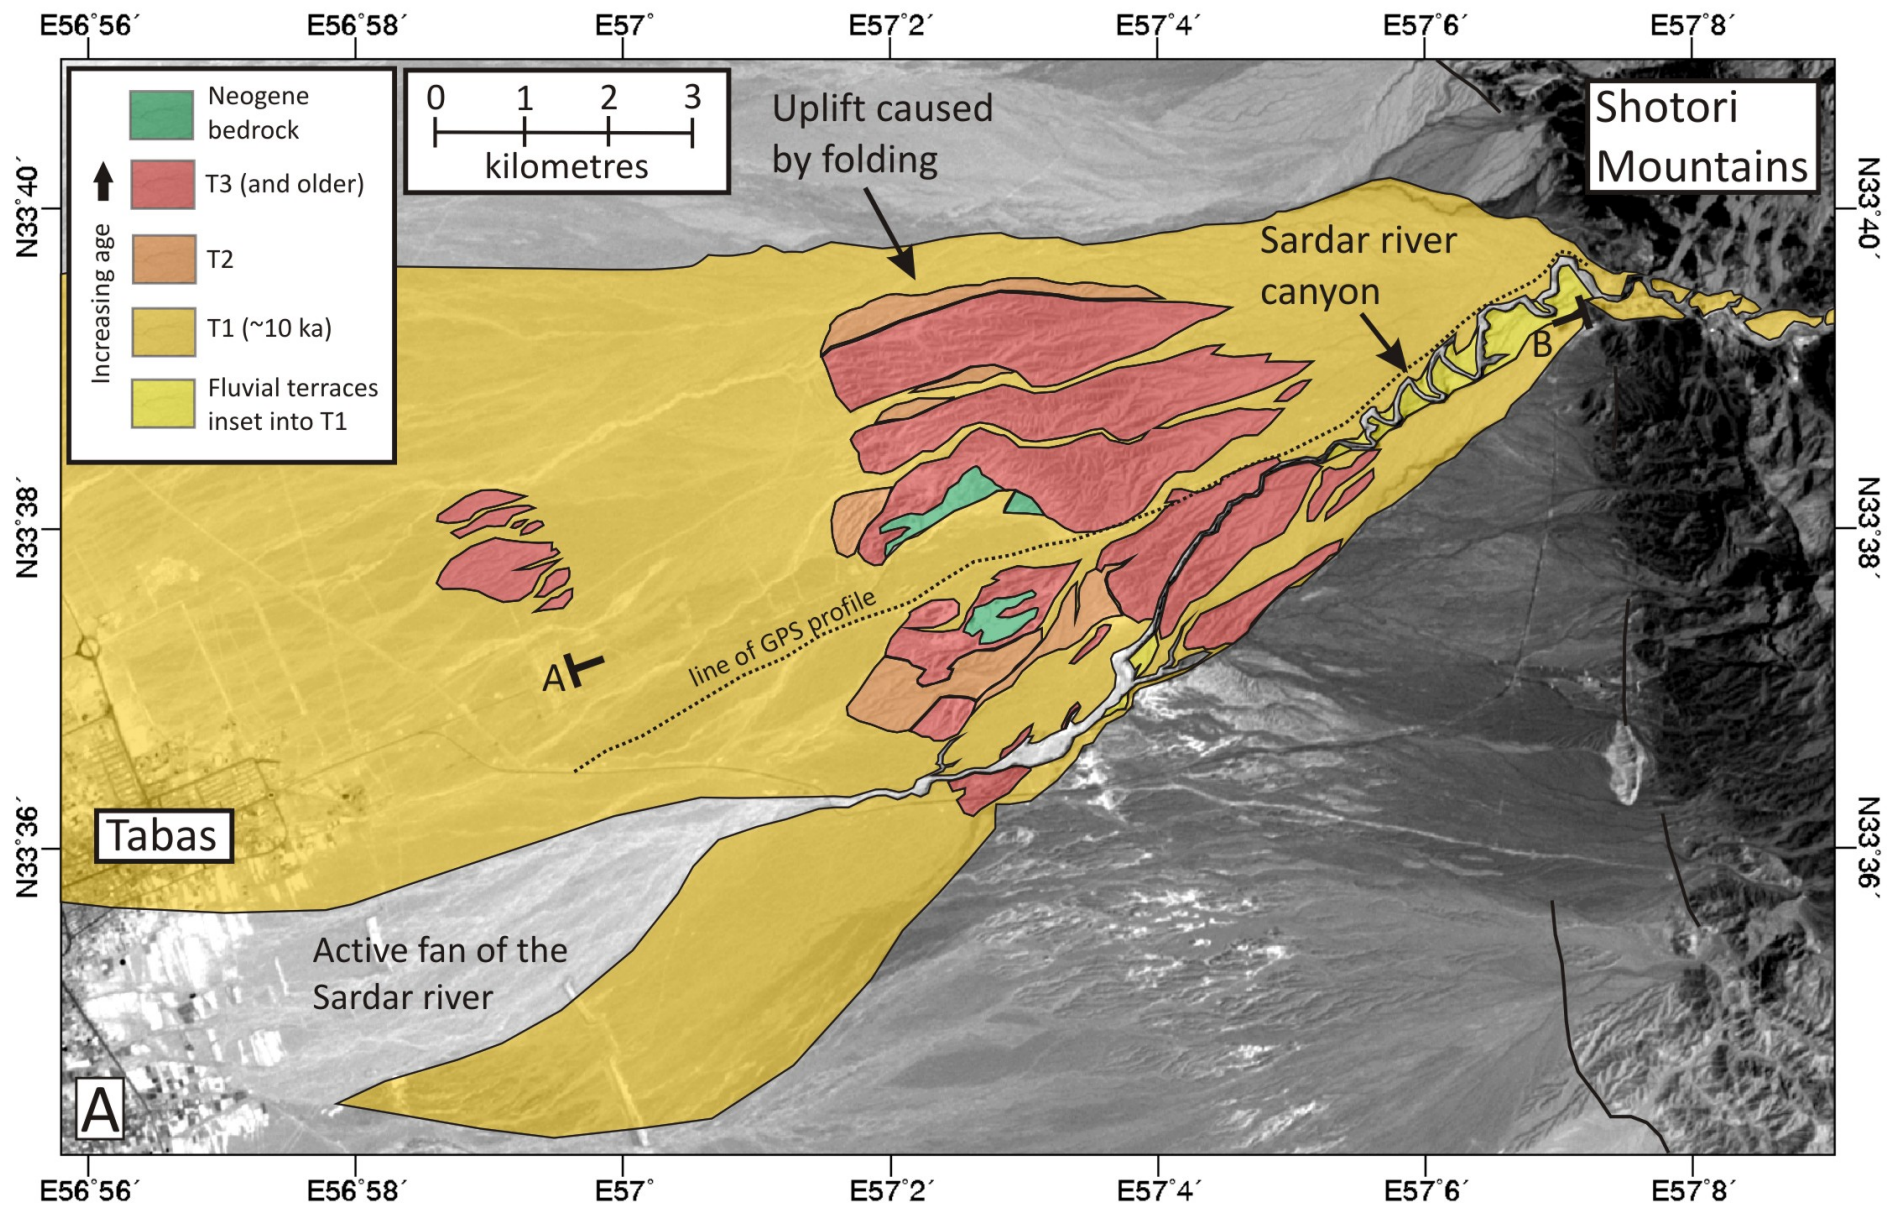 E56°56′ E56°58′ E57° E57°2′ E57°4′ E57°6′ E57°8′
Neogene
bedrock
T3 (and older)
T2
T1 (~10 ka)
Fluvial terraces
inset into T1
Increasing age
0 1 2 3
kilometres
Uplift caused
by folding
Shotori
Mountains
Sardar river
canyon
N33°40′
N33°40′
B
N33°38′
N33°38′
line of GPS profile
A
Tabas
N33°36′
N33°36′
Active fan of the
Sardar river
A
E56°56′ E56°58′ E57° E57°2′ E57°4′ E57°6′ E57°8′